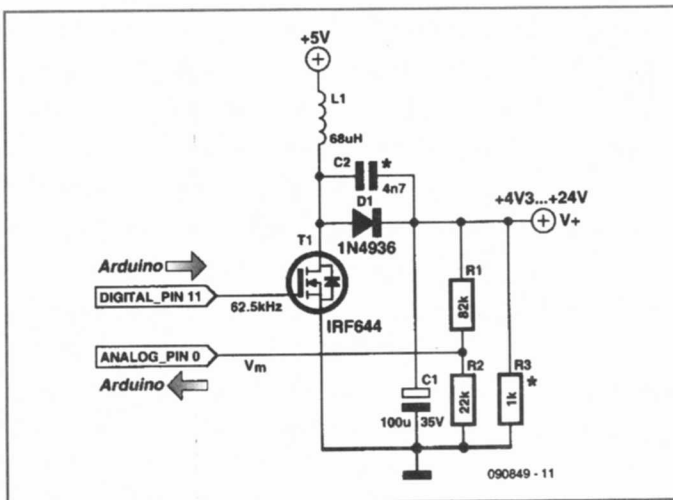 +5V
L1
68uH
C2
*
4n7
D1
1N4936
+4V3...+24V
V+
T1
Arduino
DIGITAL_PIN 11
62.5kHz
IRF644
R1
82k
ANALOG_PIN 0
Vm
Arduino
C1
100u
35V
R2
22k
R3
*
1k
090849 - 11